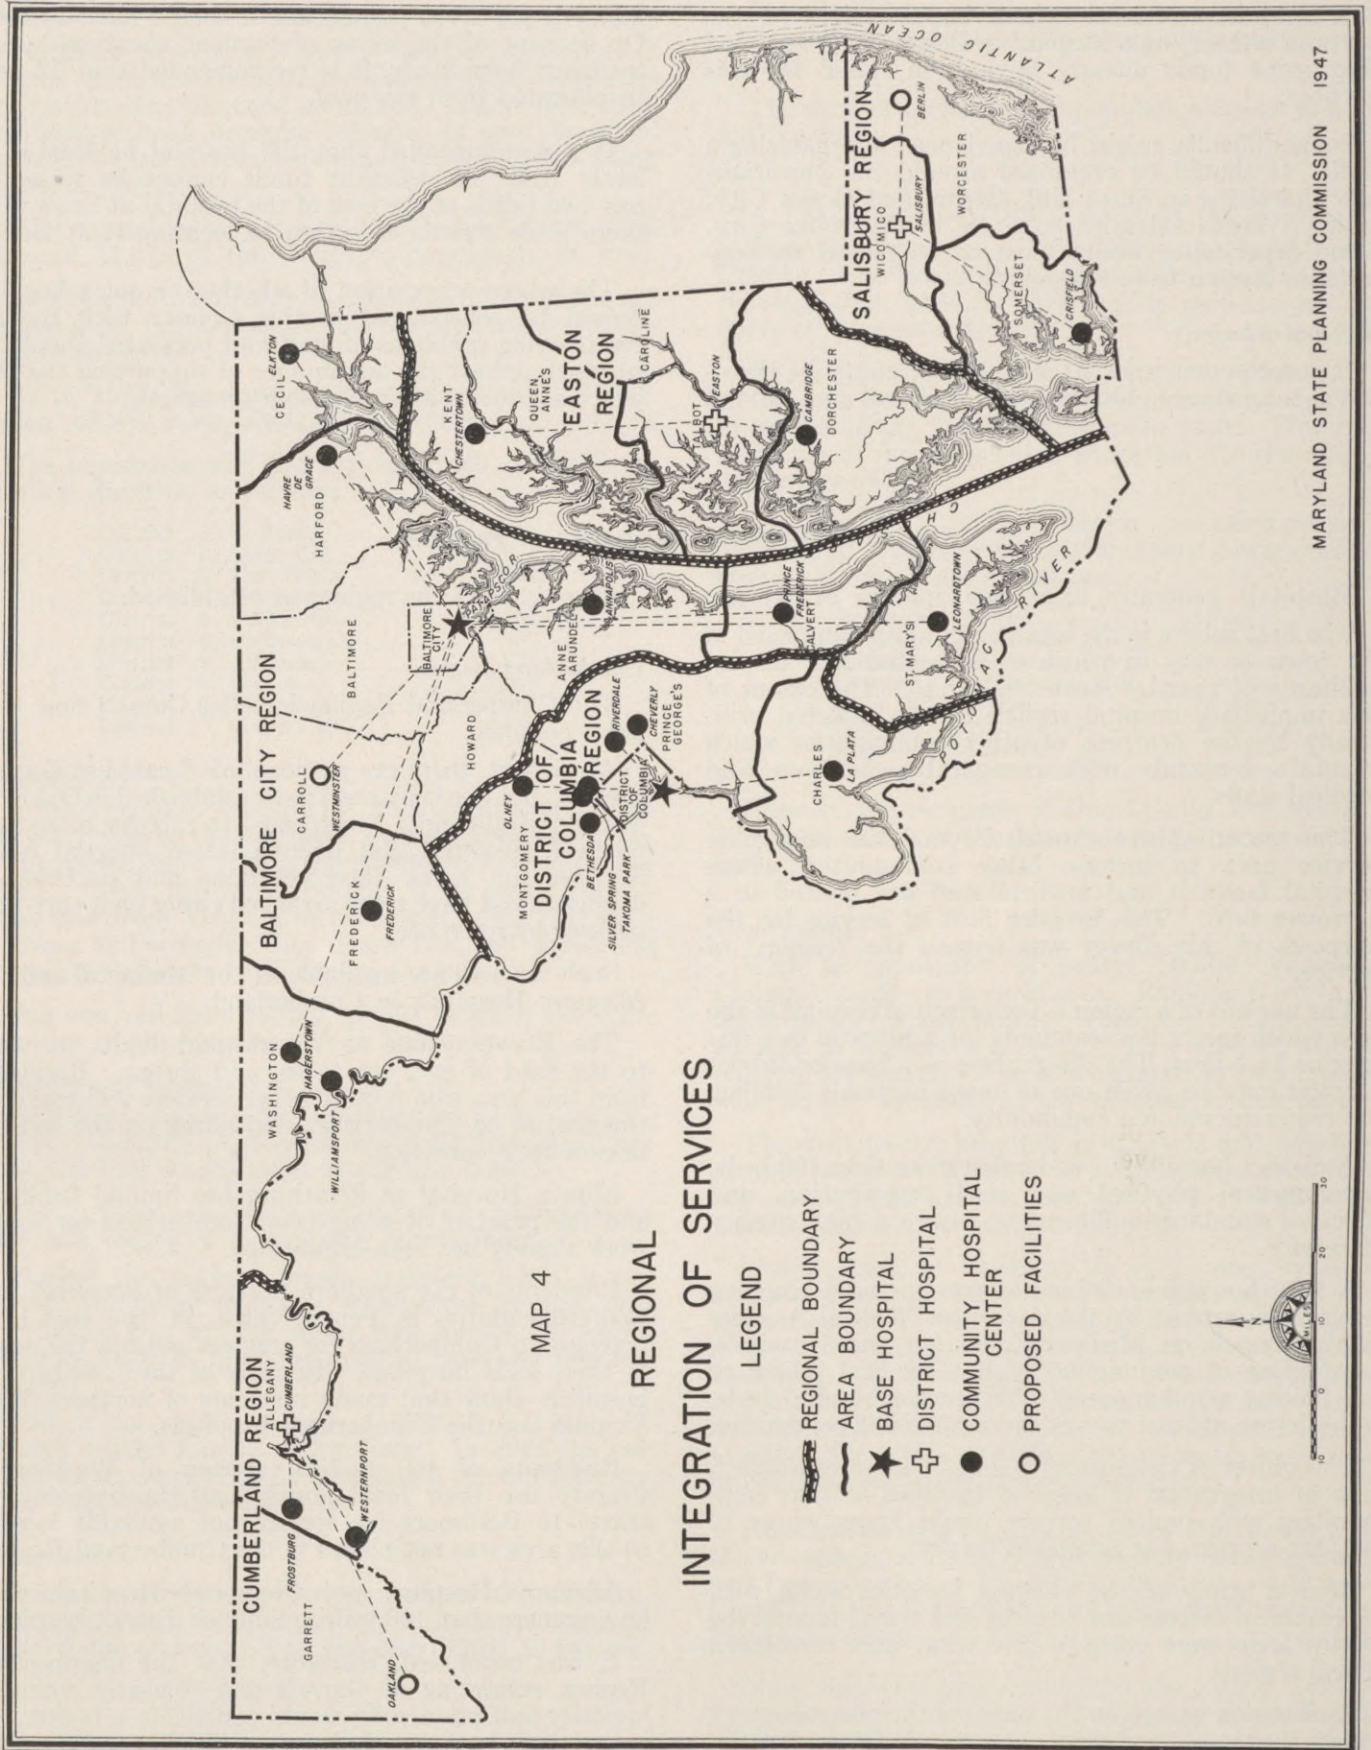 CUMBERLAND REGION
ALLEGANY
CUMBERLAND
FROSTBURG
WESTERNPORT
GARRETT
OAKLAND
WASHINGTON
HAGERSTOWN
WILLIAMSPORT
BALTIMORE CITY REGION
FREDERICK
FREDERICK
CARROLL
WESTMINSTER
BALTIMORE
BALTIMORE
CITY
HOWARD
HARFORD
HAVRE
DE
GRACE
CECIL
ELKTON
PATAPSCO R
ANNE
ARUNDEL
ANNAPOLIS
MONTGOMERY
OLNEY
DISTRICT OF
COLUMBIA
REGION
BETHESDA
SILVER SPRING
TAKOMA PARK
DISTRICT
OF
COLUMBIA
RIVERDALE
CHEVERLY
PRINCE
GEORGE'S
CHARLES
LA PLATA
CALVERT
PRINCE
FREDERICK
ST. MARY'S
LEONARDTOWN
POTOMAC RIVER
KENT
CHESTERTOWN
QUEEN
ANNE'S
EASTON
REGION
CAROLINE
TALBOT
EASTON
CAMBRIDGE
DORCHESTER
SALISBURY REGION
WICOMICO
SALISBURY
BERLIN
WORCESTER
SOMERSET
CRISFIELD
ATLANTIC OCEAN
MAP 4
REGIONAL
INTEGRATION OF SERVICES
LEGEND
REGIONAL BOUNDARY
AREA BOUNDARY
BASE HOSPITAL
DISTRICT HOSPITAL
COMMUNITY HOSPITAL
CENTER
PROPOSED FACILITIES
N
MILES
10 0 10 20 30
MARYLAND STATE PLANNING COMMISSION 1947